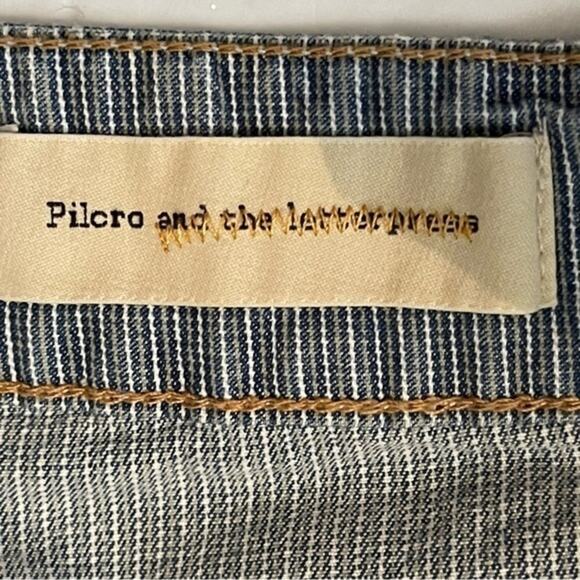 Pilcro and the letterpress